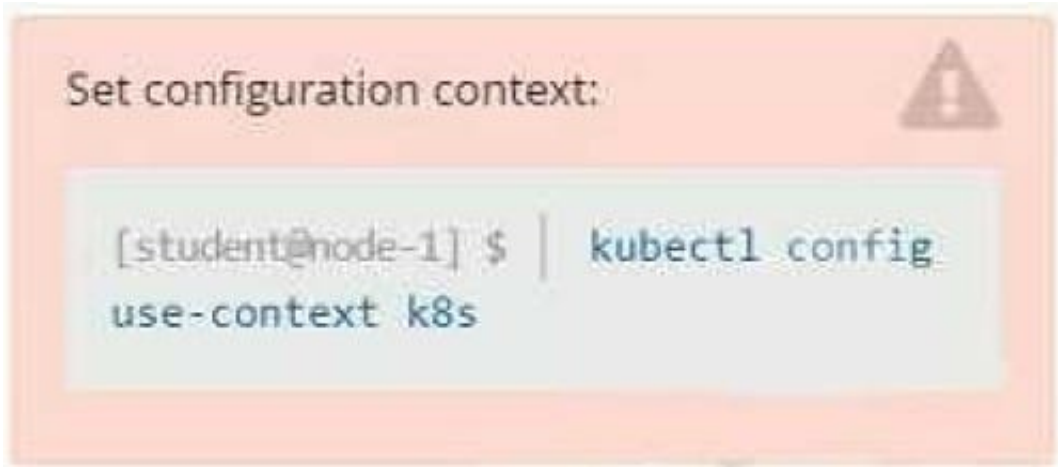 Set configuration context:
[student@node-1] $ | kubectl config
use-context k8s